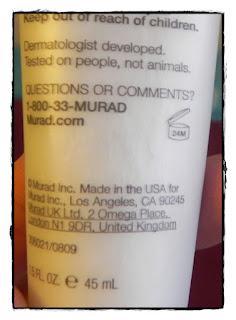 Keep out of reach of children.
Dermatologist developed.
Tested on people, not animals.
QUESTIONS OR COMMENTS?
1-800-33-MURAD
Murad.com
24M
© Murad Inc. Made in the USA for
Murad Inc., Los Angeles, CA 90245
Murad UK Ltd, 2 Omega Place,
London N1 9DR, United Kingdom
1.5 FL. OZ. ℮ 45 mL